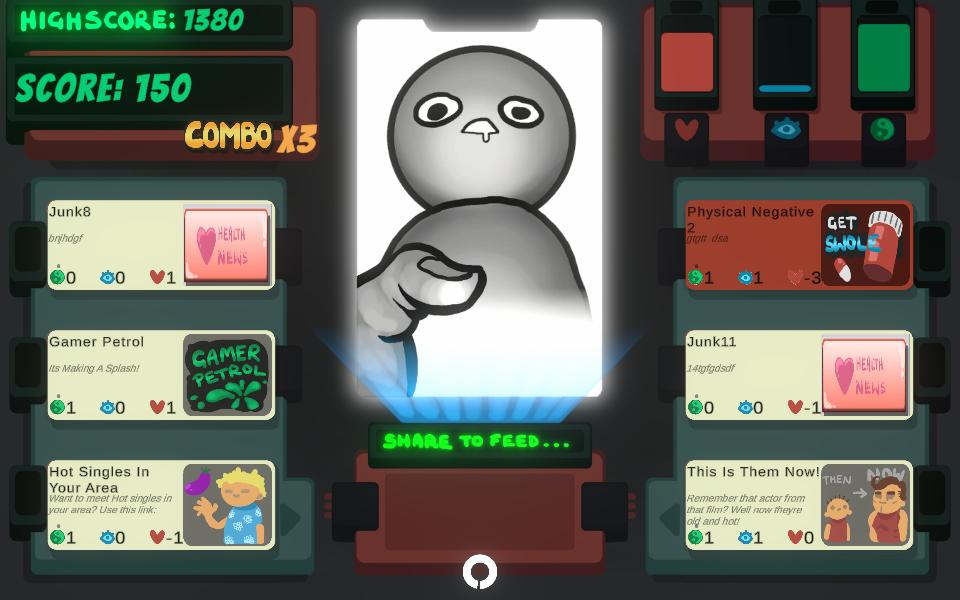 HIGHSCORE: 1380
SCORE: 150
COMBO X3
Junk8
bnjhdgf
0 0 1
HEALTH
NEWS
Gamer Petrol
Its Making A Splash!
1 0 1
GAMER
PETROL
Hot Singles In
Your Area
Want to meet Hot singles in
your area? Use this link:
1 0 -1
SHARE TO FEED...
Physical Negative
2
gtgtt dsa
1 1 -3
GET
SWOLE
Junk11
14tgfgdsdf
0 0 -1
HEALTH
NEWS
This Is Them Now!
Remember that actor from
that film? Well now theyre
old and hot!
1 1 0
THEN NOW